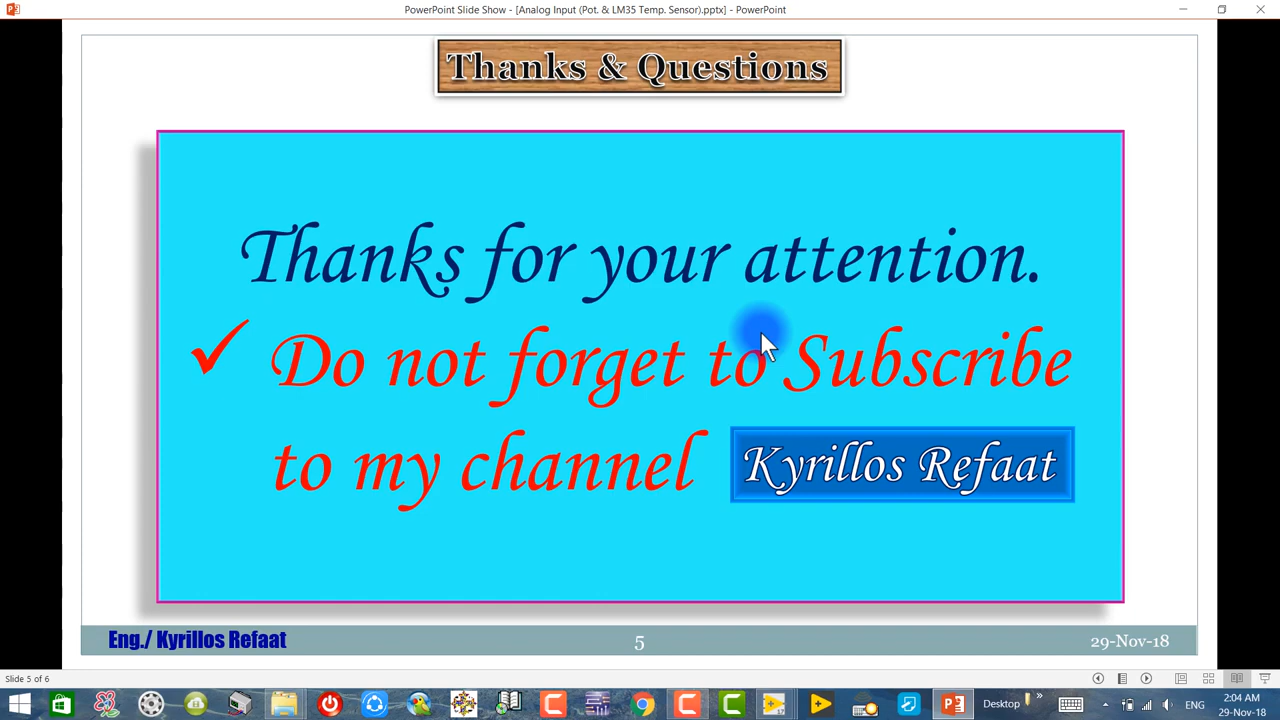 PowerPoint Slide Show - [Analog Input (Pot. & LM35 Temp. Sensor).pptx] - PowerPoint
Thanks & Questions
Thanks for your attention.
✓ Do not forget to Subscribe
to my channel Kyrillos Refaat
Eng./ Kyrillos Refaat 5 29-Nov-18
Slide 5 of 6
Desktop » ENG 2:04 AM
29-Nov-18